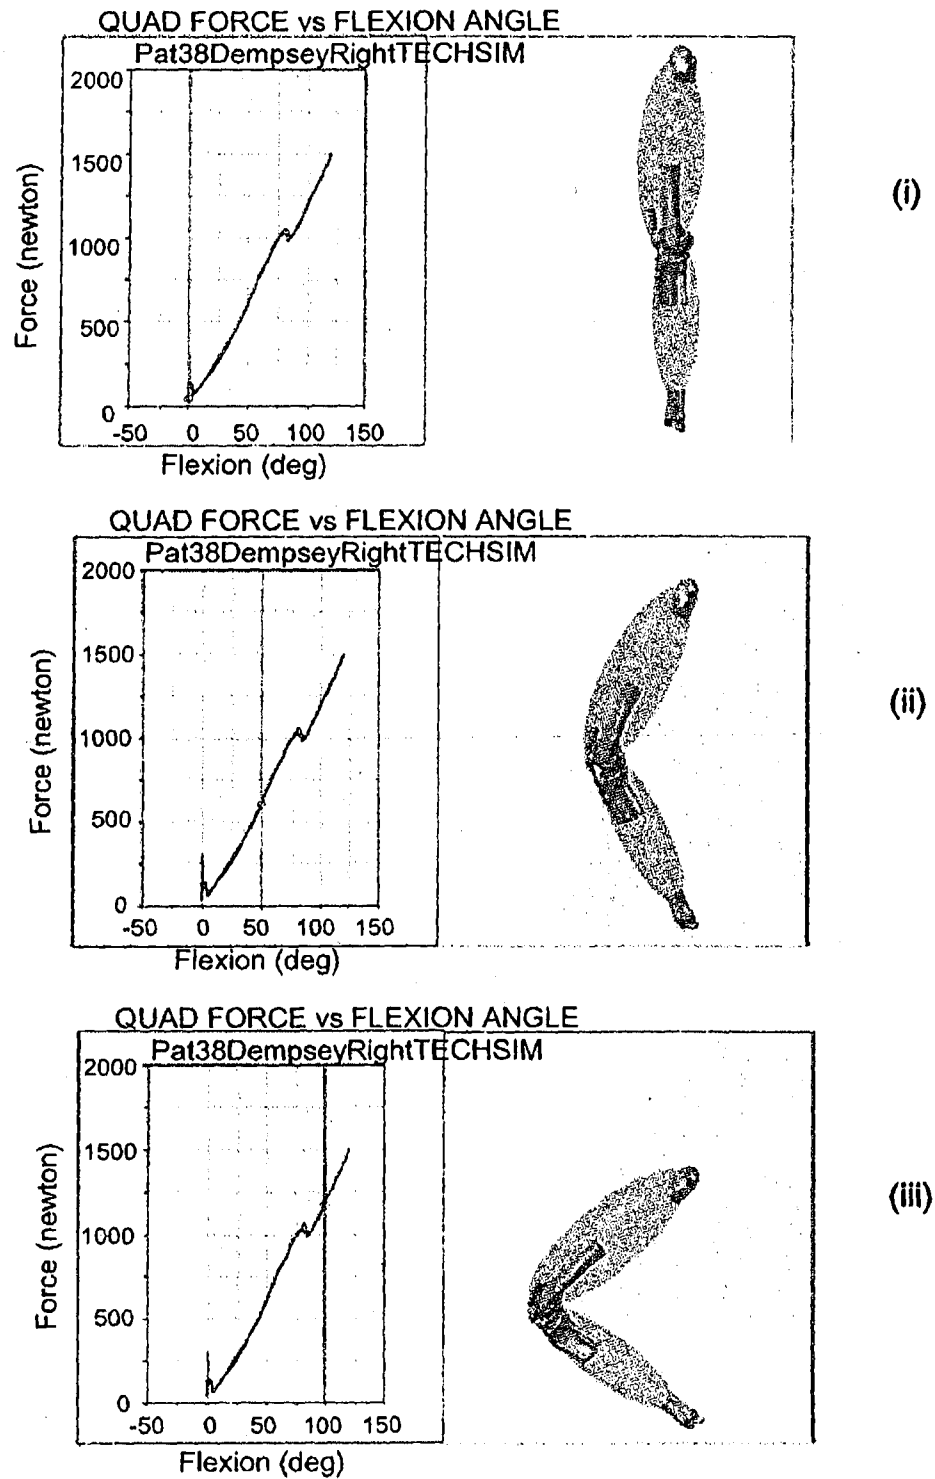 QUAD FORCE vs FLEXION ANGLE
Pat38DempseyRightTECHSIM
2000
1500
1000
500
0
-50 0 50 100 150
Force (newton)
Flexion (deg)
(i)
QUAD FORCE vs FLEXION ANGLE
Pat38DempseyRightTECHSIM
2000
1500
1000
500
0
-50 0 50 100 150
Force (newton)
Flexion (deg)
(ii)
QUAD FORCE vs FLEXION ANGLE
Pat38DempseyRightTECHSIM
2000
1500
1000
500
0
-50 0 50 100 150
Force (newton)
Flexion (deg)
(iii)